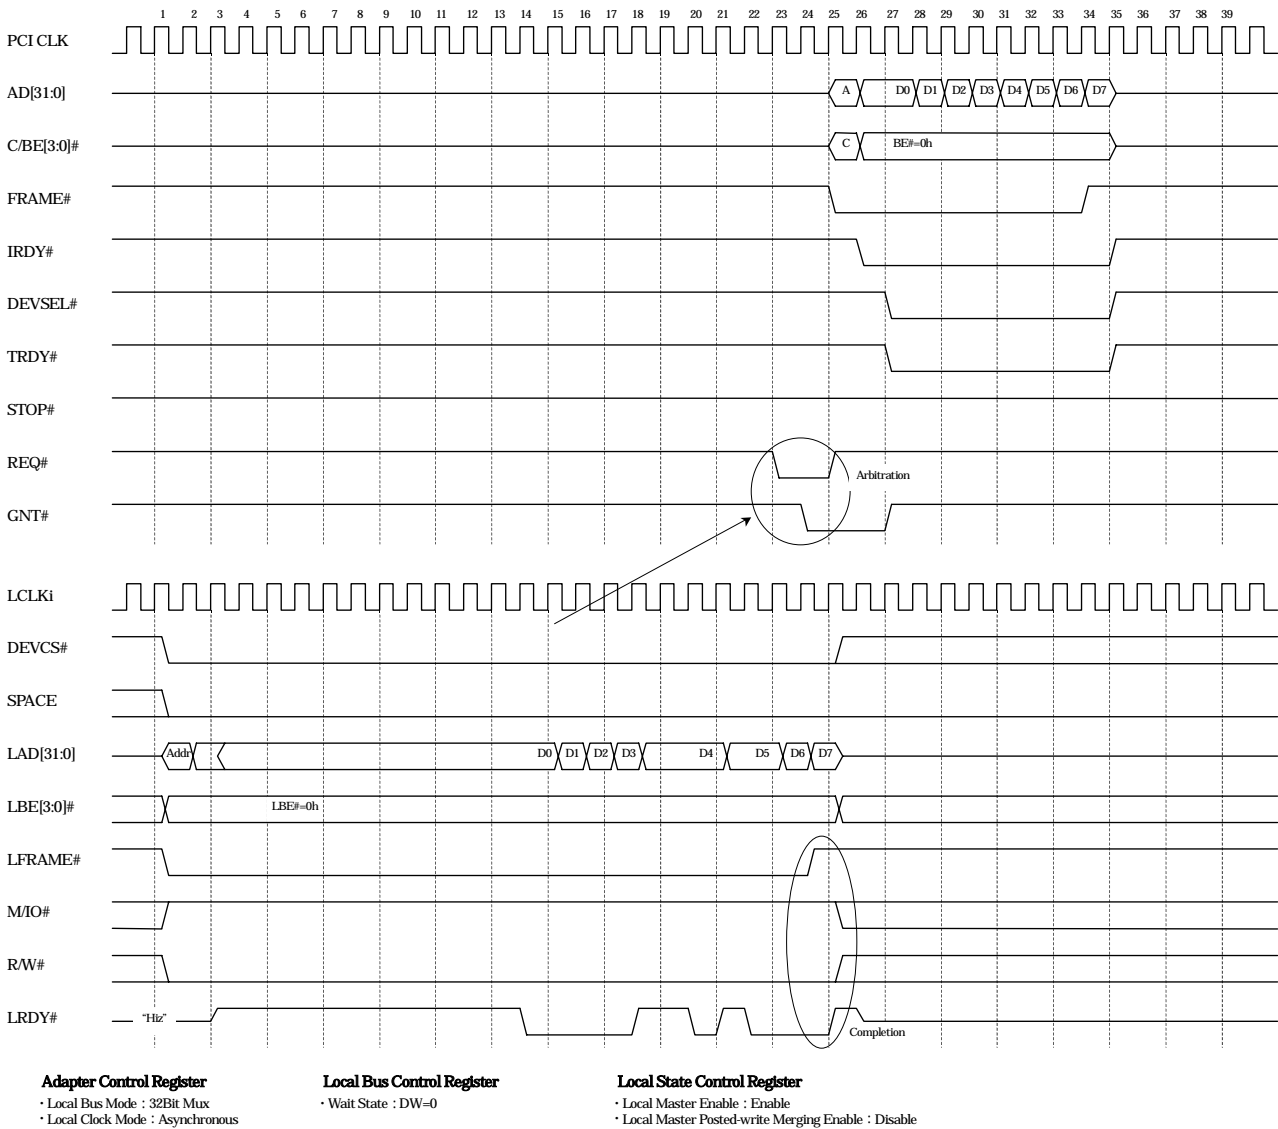 1 2 3 4 5 6 7 8 9 10 11 12 13 14 15 16 17 18 19 20 21 22 23 24 25 26 27 28 29 30 31 32 33 34 35 36 37 38 39
PCI CLK
AD[31:0] A D0 D1 D2 D3 D4 D5 D6 D7
C/BE[3:0]# C BE#=0h
FRAME#
IRDY#
DEVSEL#
TRDY#
STOP#
REQ#
Arbitration
GNT#
LCLKi
DEVCS#
SPACE
LAD[31:0] Addr D0 D1 D2 D3 D4 D5 D6 D7
LBE[3:0]# LBE#=0h
LFRAME#
M/IO#
R/W#
LRDY# "Hiz"
Completion
Adapter Control Register
・Local Bus Mode : 32Bit Mux
・Local Clock Mode : Asynchronous
Local Bus Control Register
・Wait State : DW=0
Local State Control Register
・Local Master Enable : Enable
・Local Master Posted-write Merging Enable : Disable